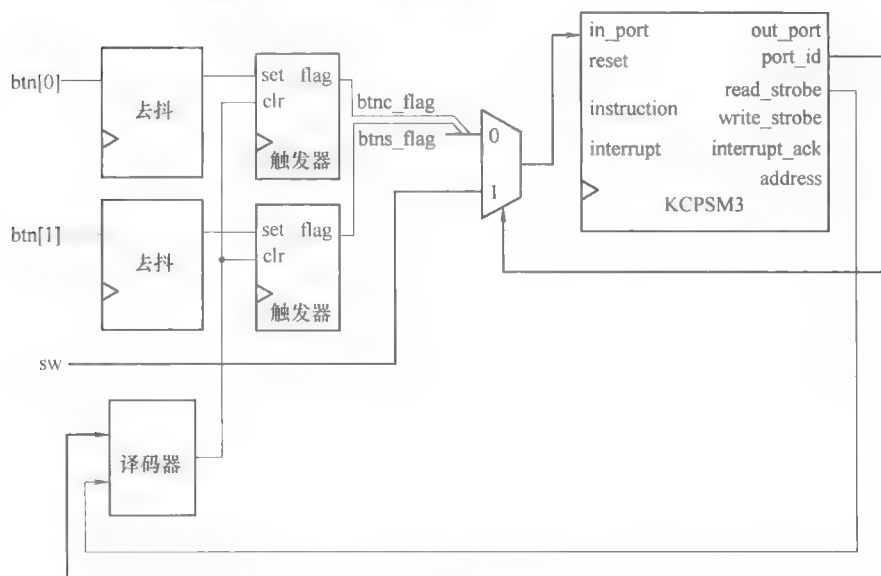 btn[0]
去抖
set flag
clr
触发器
btnc_flag
btns_flag
0
1
in_port out_port
reset port_id
read_strobe
instruction write_strobe
interrupt interrupt_ack
address
KCPSM3
btn[1]
去抖
set flag
clr
触发器
sw
译码器